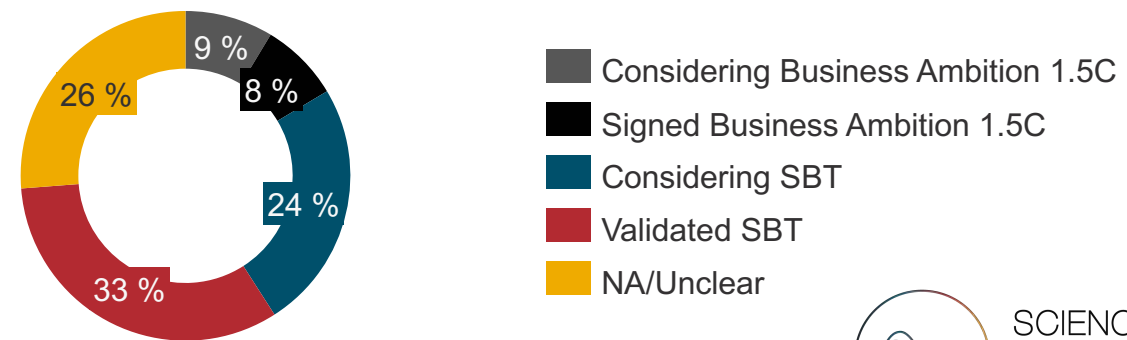 9 %
8 %
26 %
24 %
33 %
Considering Business Ambition 1.5C
Signed Business Ambition 1.5C
Considering SBT
Validated SBT
NA/Unclear